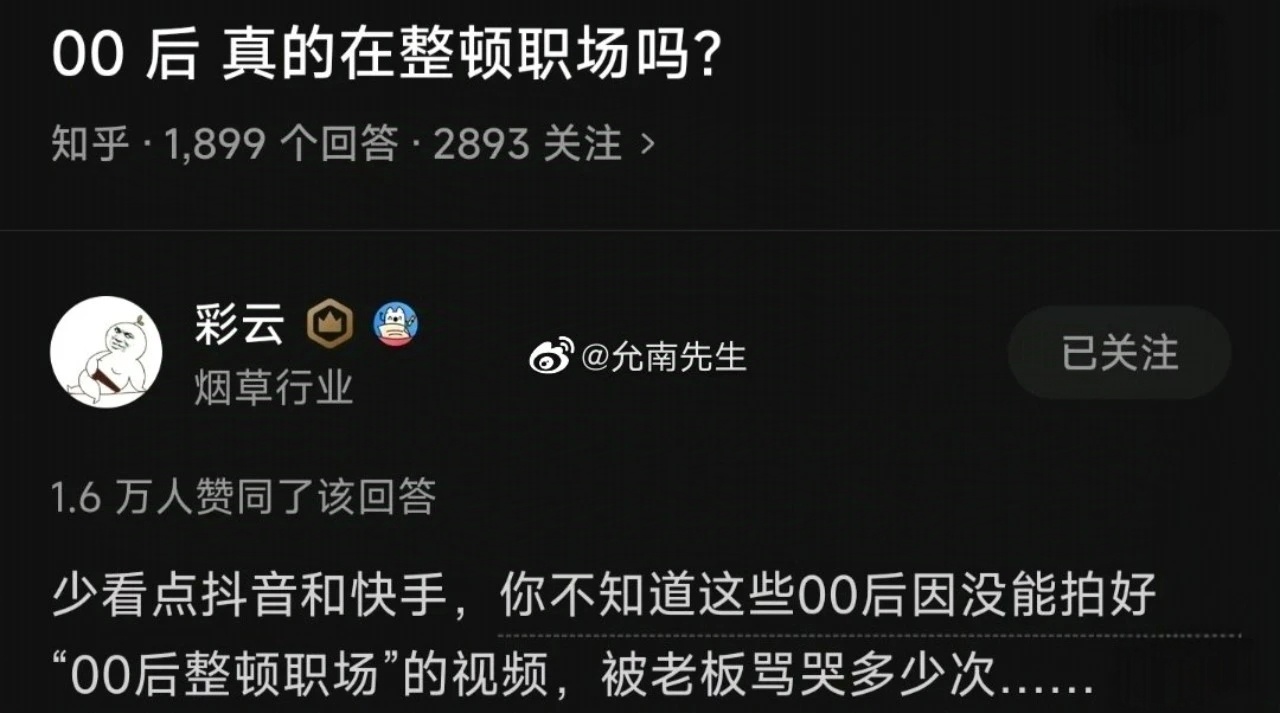 00 后 真的在整顿职场吗？
知乎 · 1,899 个回答 · 2893 关注 >
彩云
烟草行业
@允南先生
已关注
1.6 万人赞同了该回答
少看点抖音和快手，你不知道这些00后因没能拍好
“00后整顿职场”的视频，被老板骂哭多少次……